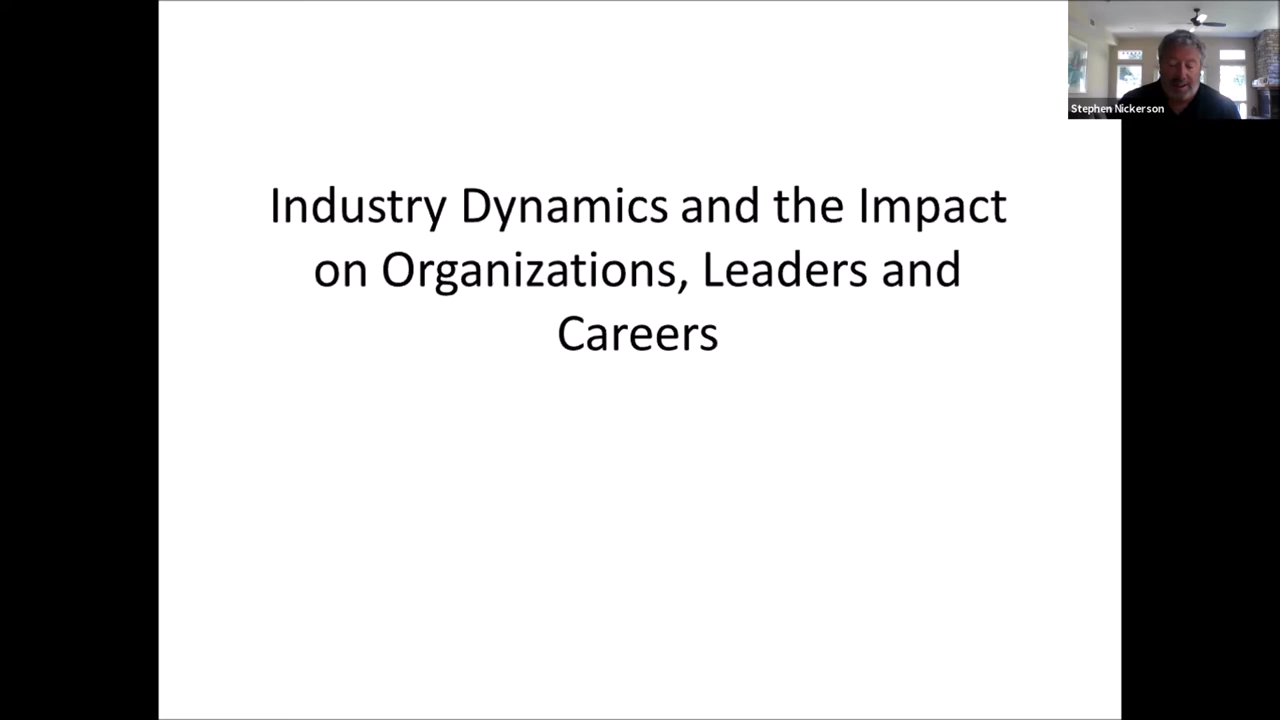 Stephen Nickerson
Industry Dynamics and the Impact
on Organizations, Leaders and
Careers